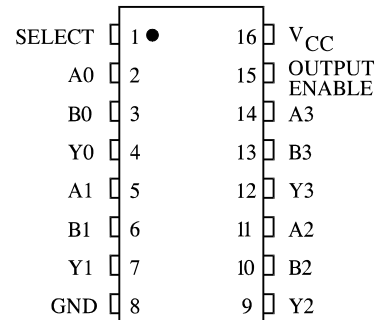 SELECT 1 16 VCC
A0 2 15 OUTPUT ENABLE
B0 3 14 A3
Y0 4 13 B3
A1 5 12 Y3
B1 6 11 A2
Y1 7 10 B2
GND 8 9 Y2